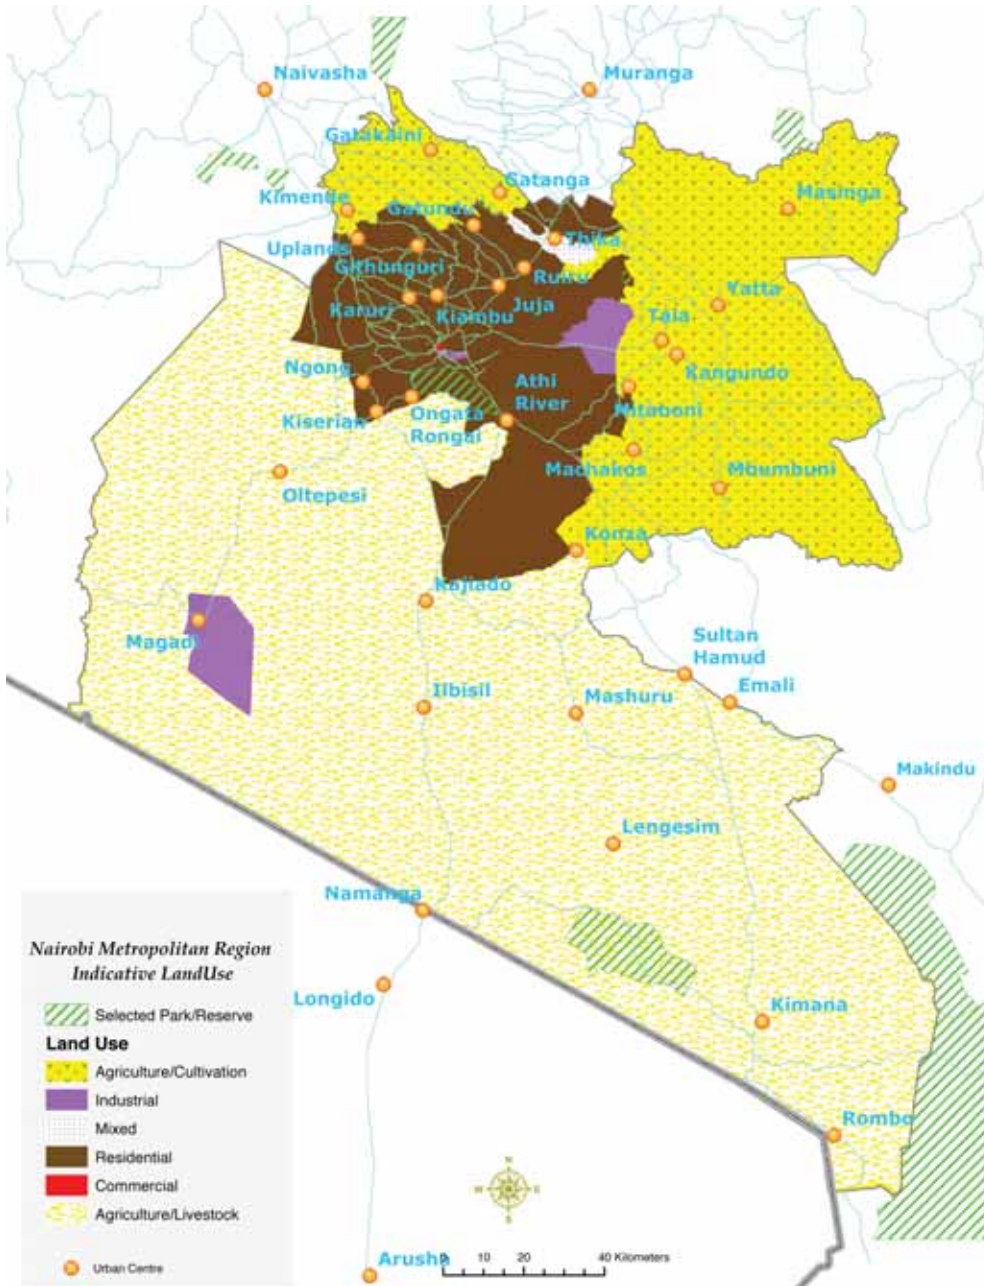 Naivasha
Muranga
Gatakaini
Gatanga
Masinga
Kimende
Gatundu
Thika
Uplands
Githunguri
Ruiru
Juja
Karuri
Kiambu
Yatta
Tala
Kangundo
Ngong
Athi
River
Mitaboni
Kiserian
Ongata
Rongai
Machakos
Mbumbuni
Oltepesi
Konza
Kajiado
Magadi
Sultan
Hamud
Ilbisil
Mashuru
Emali
Makindu
Lengesim
Namanga
Longido
Kimana
Rombo
Arusha
Nairobi Metropolitan Region
Indicative LandUse
Selected Park/Reserve
Land Use
Agriculture/Cultivation
Industrial
Mixed
Residential
Commercial
Agriculture/Livestock
Urban Centre
N
W E
S
0 10 20 40 Kilometers